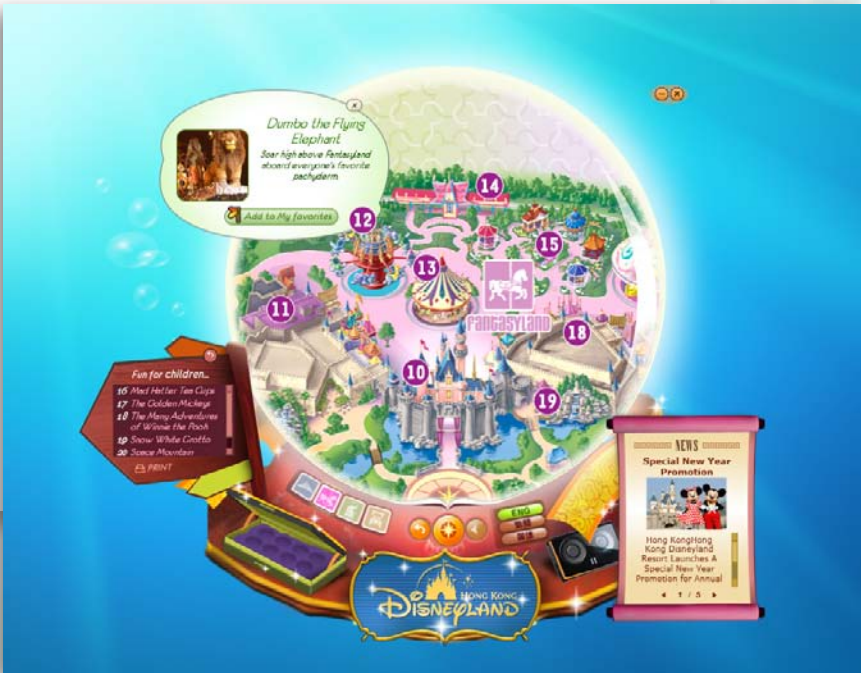 Dumbo the Flying
Elephant
Soar high above Fantasyland
aboard everyone's favorite
pachyderm
Add to My favorites
14
12
15
13
11
FANTASYLAND
18
10
19
Fun for children...
16 Mad Hatter Tea Cups
17 The Golden Mickeys
18 The Many Adventures
of Winnie the Pooh
19 Snow White Grotto
20 Space Mountain
PRINT
NEWS
Special New Year
Promotion
Hong KongHong
Kong Disneyland
Resort Launches A
Special New Year
Promotion for Annual
1 / 5
ENG
繁體
HONG KONG
DISNEYLAND